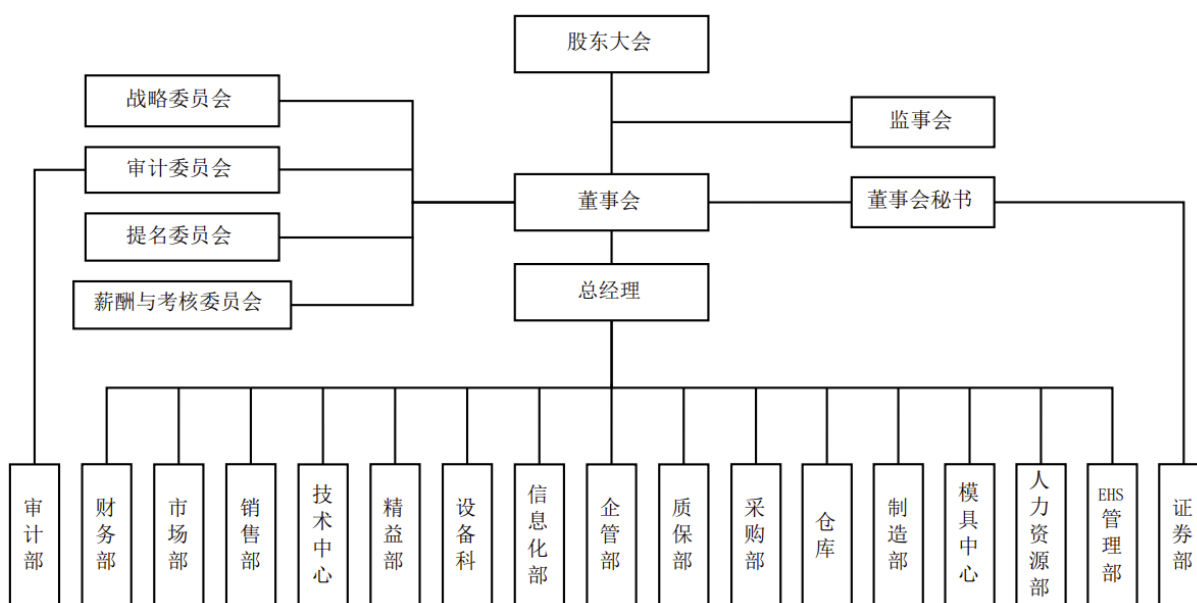 股东大会
战略委员会
监事会
审计委员会
董事会
董事会秘书
提名委员会
总经理
薪酬与考核委员会
审计部
财务部
市场部
销售部
技术中心
精益部
设备科
信息化部
企管部
质保部
采购部
仓库
制造部
模具中心
人力资源部
EHS管理部
证券部